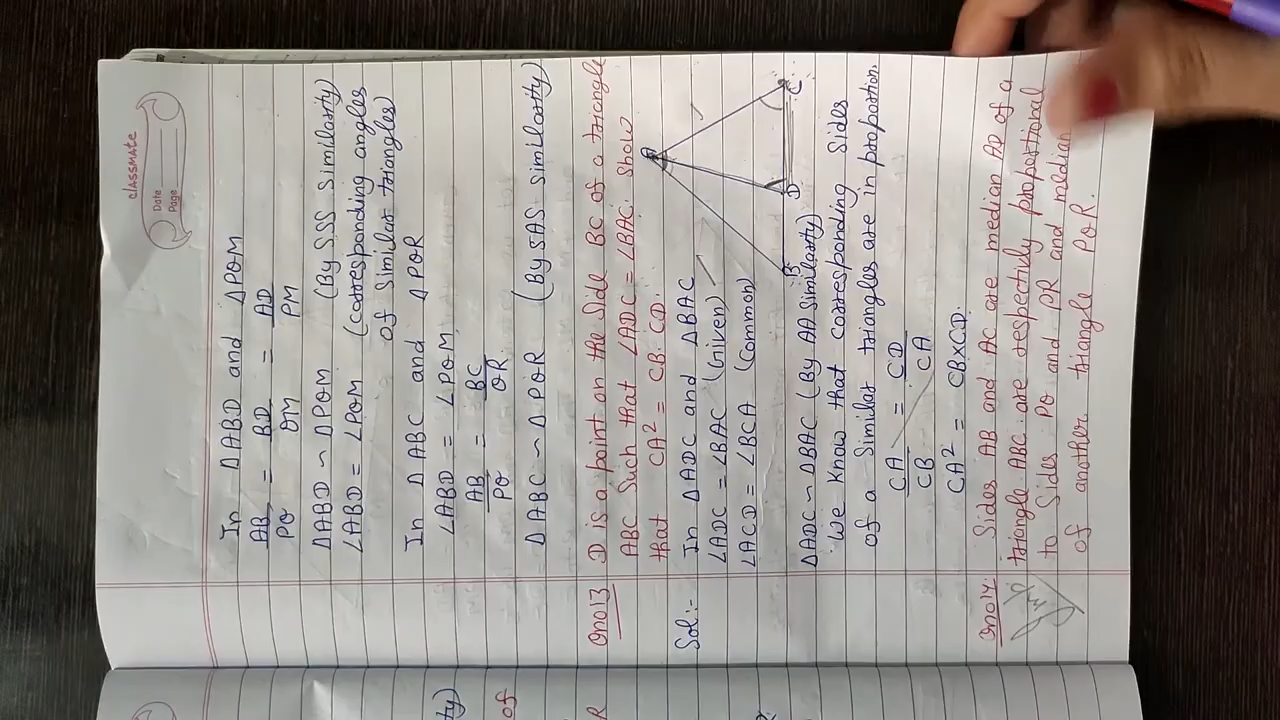 classmate
Date
Page
In ΔABD and ΔPQM
AB/PQ = BD/QM = AD/PM
ΔABD ~ ΔPQM (By SSS Similarity)
∠ABD = ∠PQM (corresponding angles
of Similar triangles)
In ΔABC and ΔPQR
∠ABD = ∠PQM
AB/PQ = BC/QR
ΔABC ~ ΔPQR (By SAS Similarity)
Qno13 D is a point on the Side BC of a triangle
ABC Such that ∠ADC = ∠BAC. Show
that CA² = CB.CD.
Sol:- In ΔADC and ΔBAC
∠ADC = ∠BAC (Given)
∠ACD = ∠BCA (Common)
A
B
D
C
ΔADC ~ ΔBAC (By AA Similarity)
We know that corresponding Sides
of a Similar triangles are in proportion.
CA/CB = CD/CA
CA² = CB×CD.
Qno14. Sides AB and AC are median AD of a
triangle ABC are respectruly propotional
to Sides PQ and PR and median
of another triangle PQR.
ty)
of
R